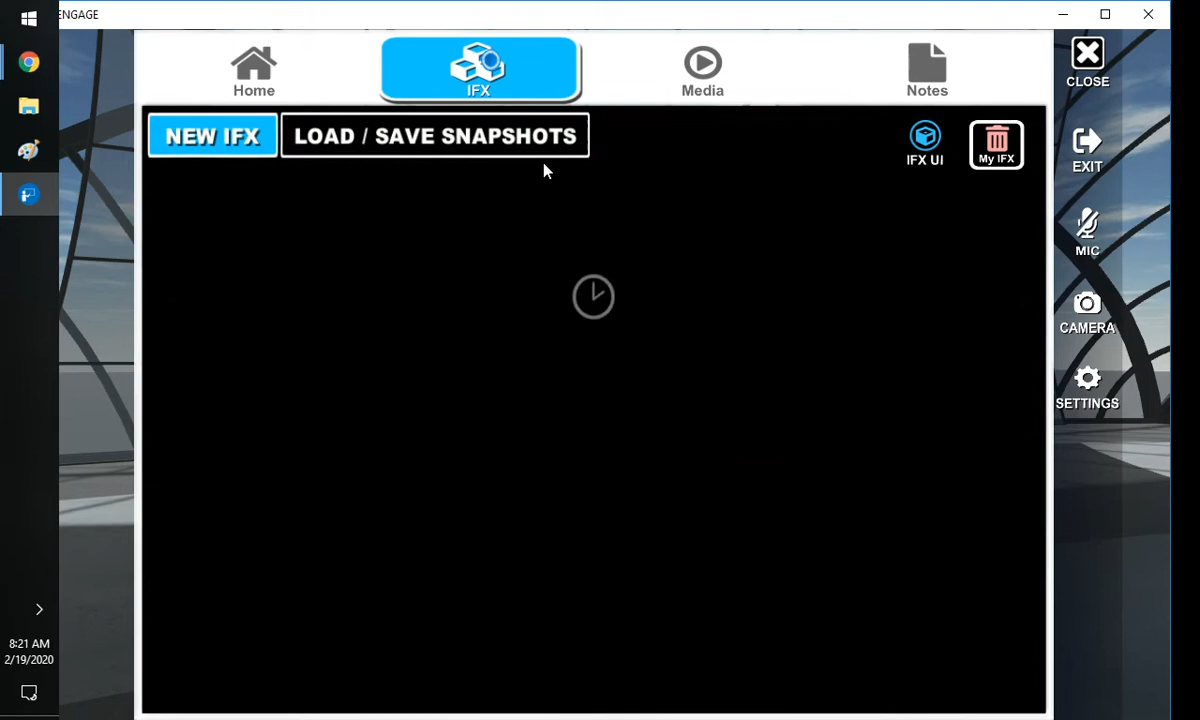 ENGAGE
Home
IFX
Media
Notes
CLOSE
NEW IFX
LOAD / SAVE SNAPSHOTS
IFX UI
My IFX
EXIT
MIC
CAMERA
SETTINGS
8:21 AM
2/19/2020